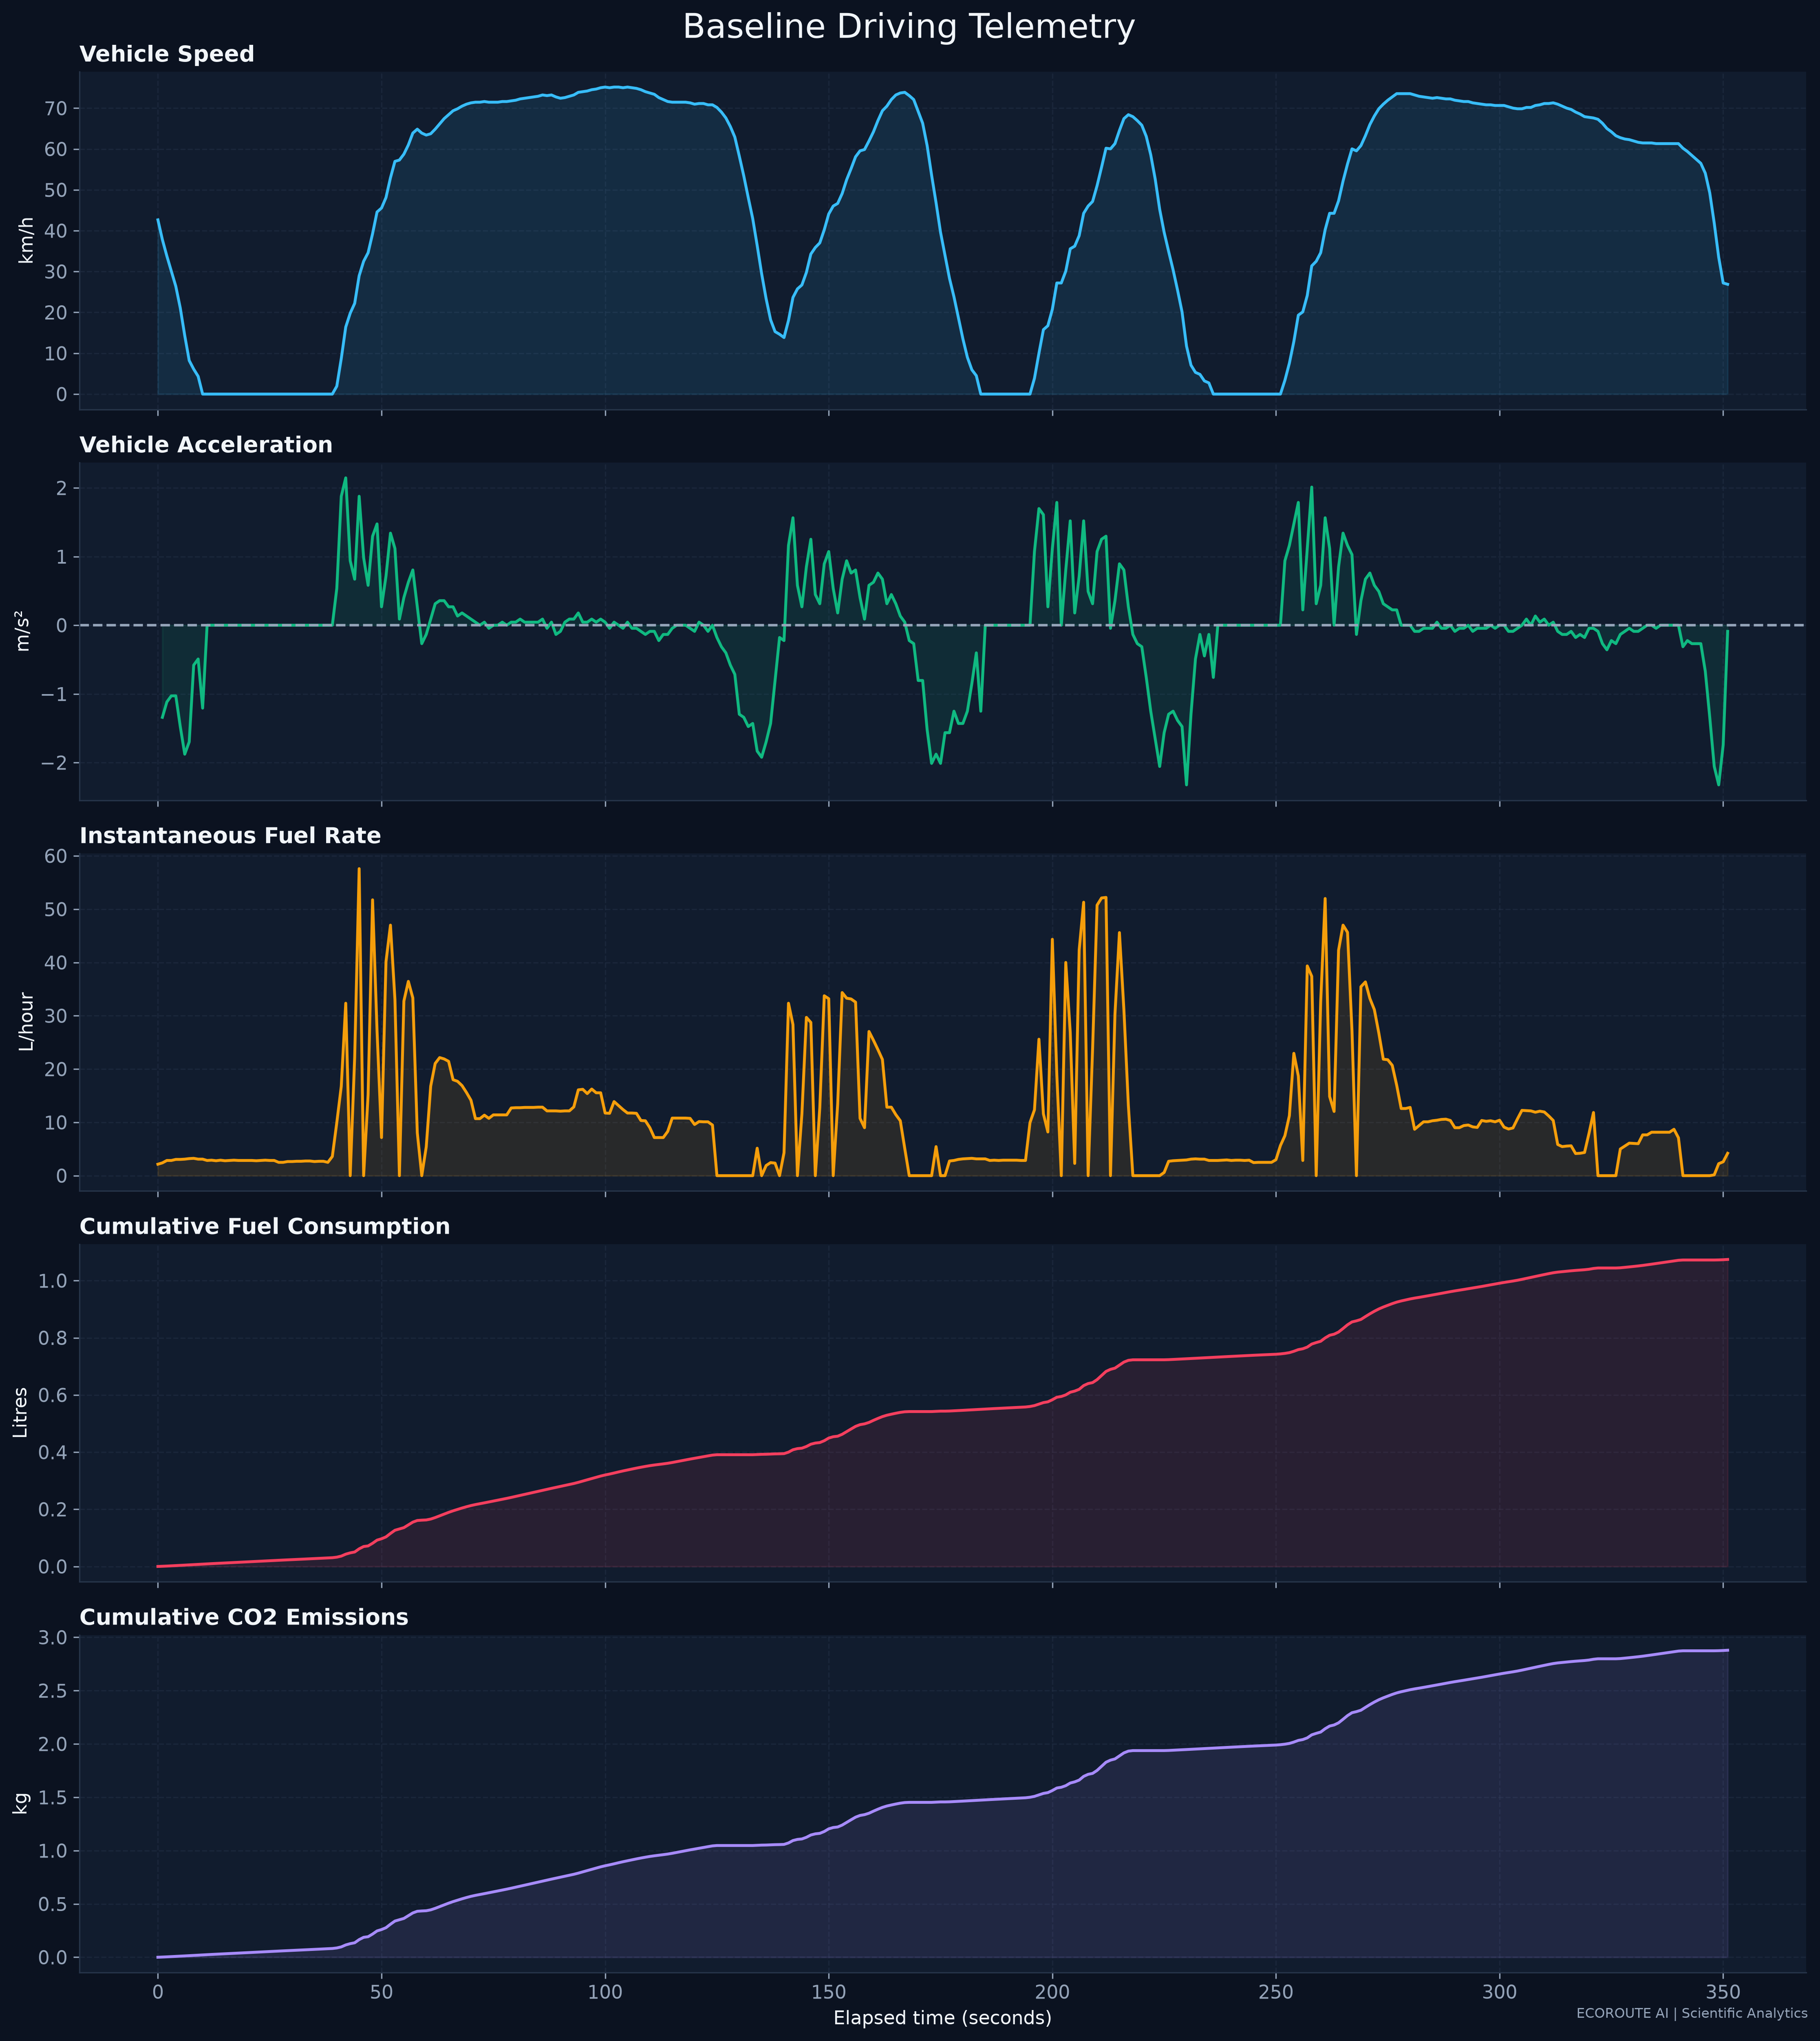 Baseline Driving Telemetry
Vehicle Speed
70
60
50
40
30
20
10
0
km/h
Vehicle Acceleration
2
1
0
−1
−2
m/s²
Instantaneous Fuel Rate
60
50
40
30
20
10
0
L/hour
Cumulative Fuel Consumption
1.0
0.8
0.6
0.4
0.2
0.0
Litres
Cumulative CO2 Emissions
3.0
2.5
2.0
1.5
1.0
0.5
0.0
kg
0 50 100 150 200 250 300 350
Elapsed time (seconds)
ECOROUTE AI | Scientific Analytics